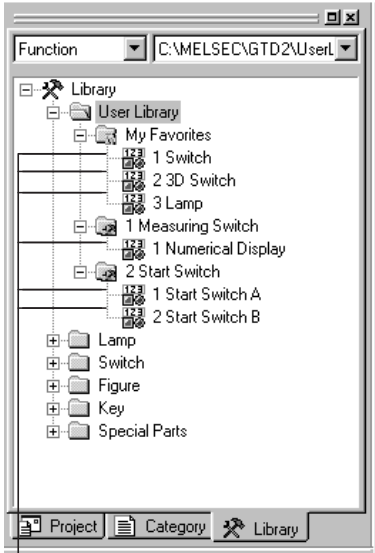 Function C:\MELSEC\GTD2\UserL
Library
User Library
My Favorites
1 Switch
2 3D Switch
3 Lamp
1 Measuring Switch
1 Numerical Display
2 Start Switch
1 Start Switch A
2 Start Switch B
Lamp
Switch
Figure
Key
Special Parts
Project Category Library